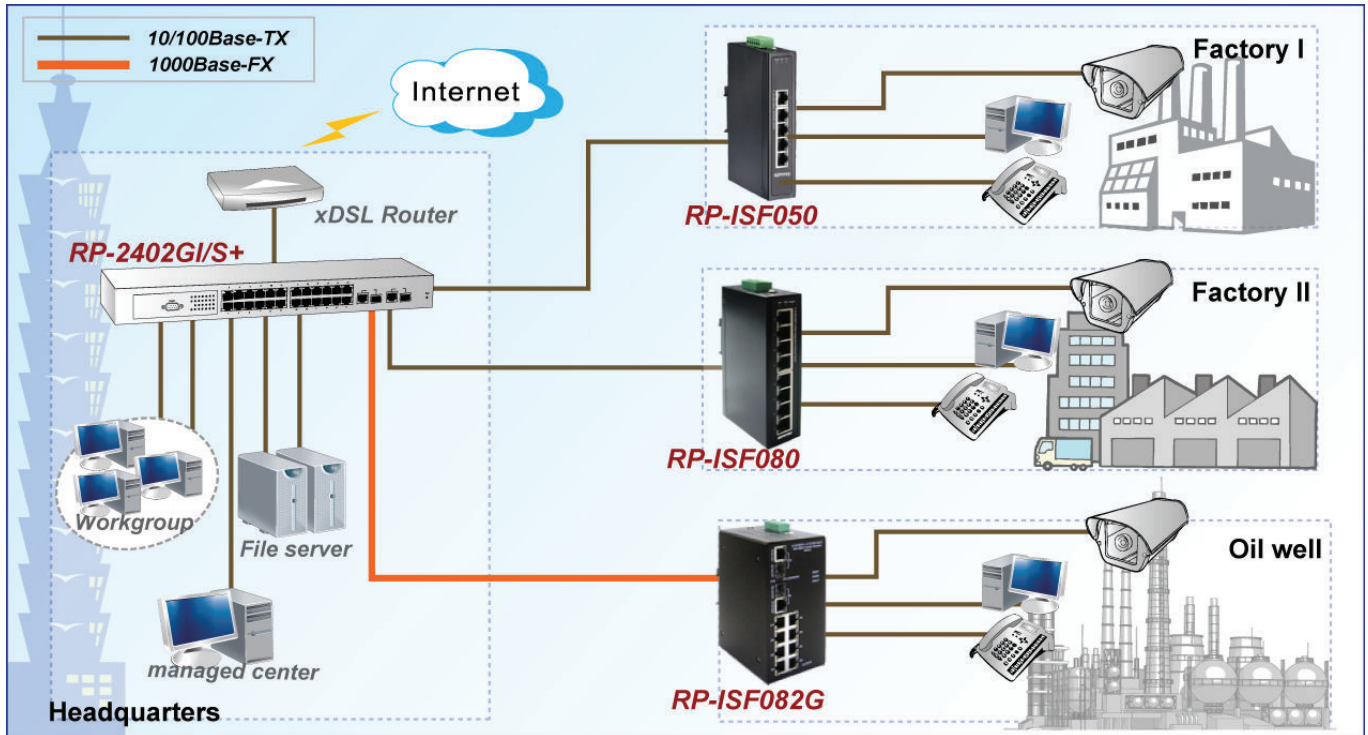 10/100Base-TX
1000Base-FX
Internet
xDSL Router
RP-2402GI/S+
Workgroup
File server
managed center
Headquarters
Factory I
RP-ISF050
Factory II
RP-ISF080
Oil well
RP-ISF082G